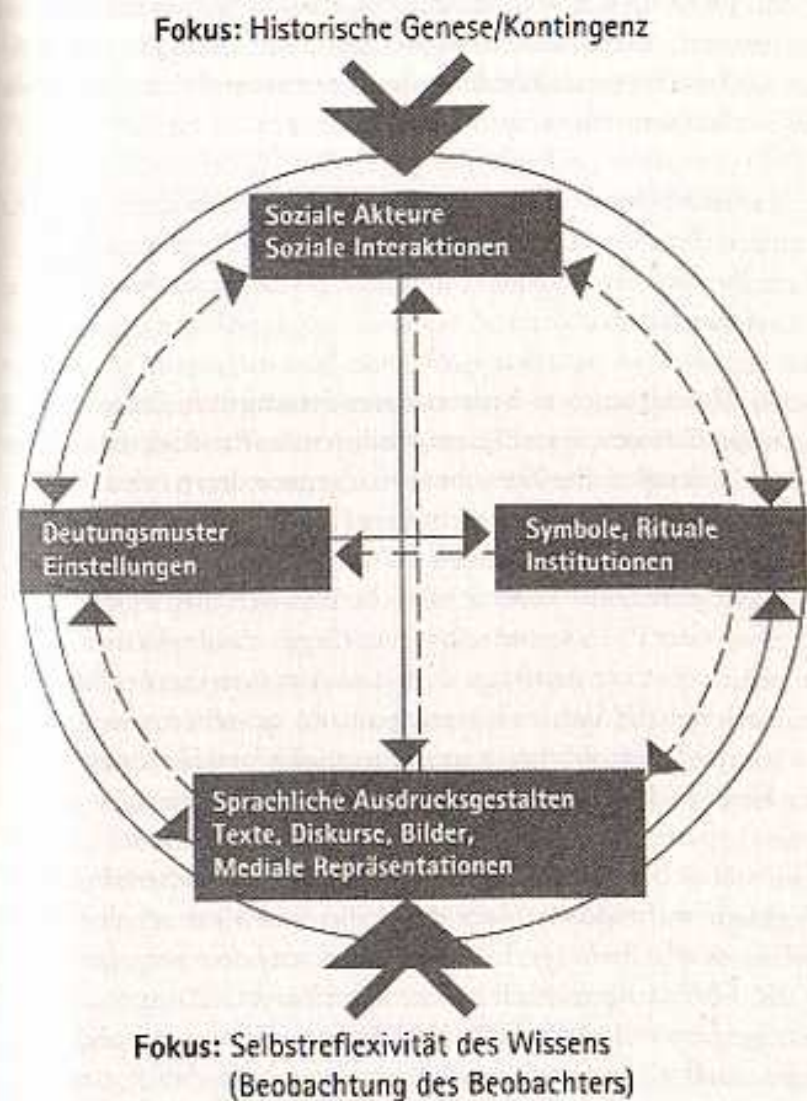 Fokus: Historische Genese/Kontingenz
Soziale Akteure
Soziale Interaktionen
Deutungsmuster
Einstellungen
Symbole, Rituale
Institutionen
Sprachliche Ausdrucksgestalten
Texte, Diskurse, Bilder,
Mediale Repräsentationen
Fokus: Selbstreflexivität des Wissens
(Beobachtung des Beobachters)